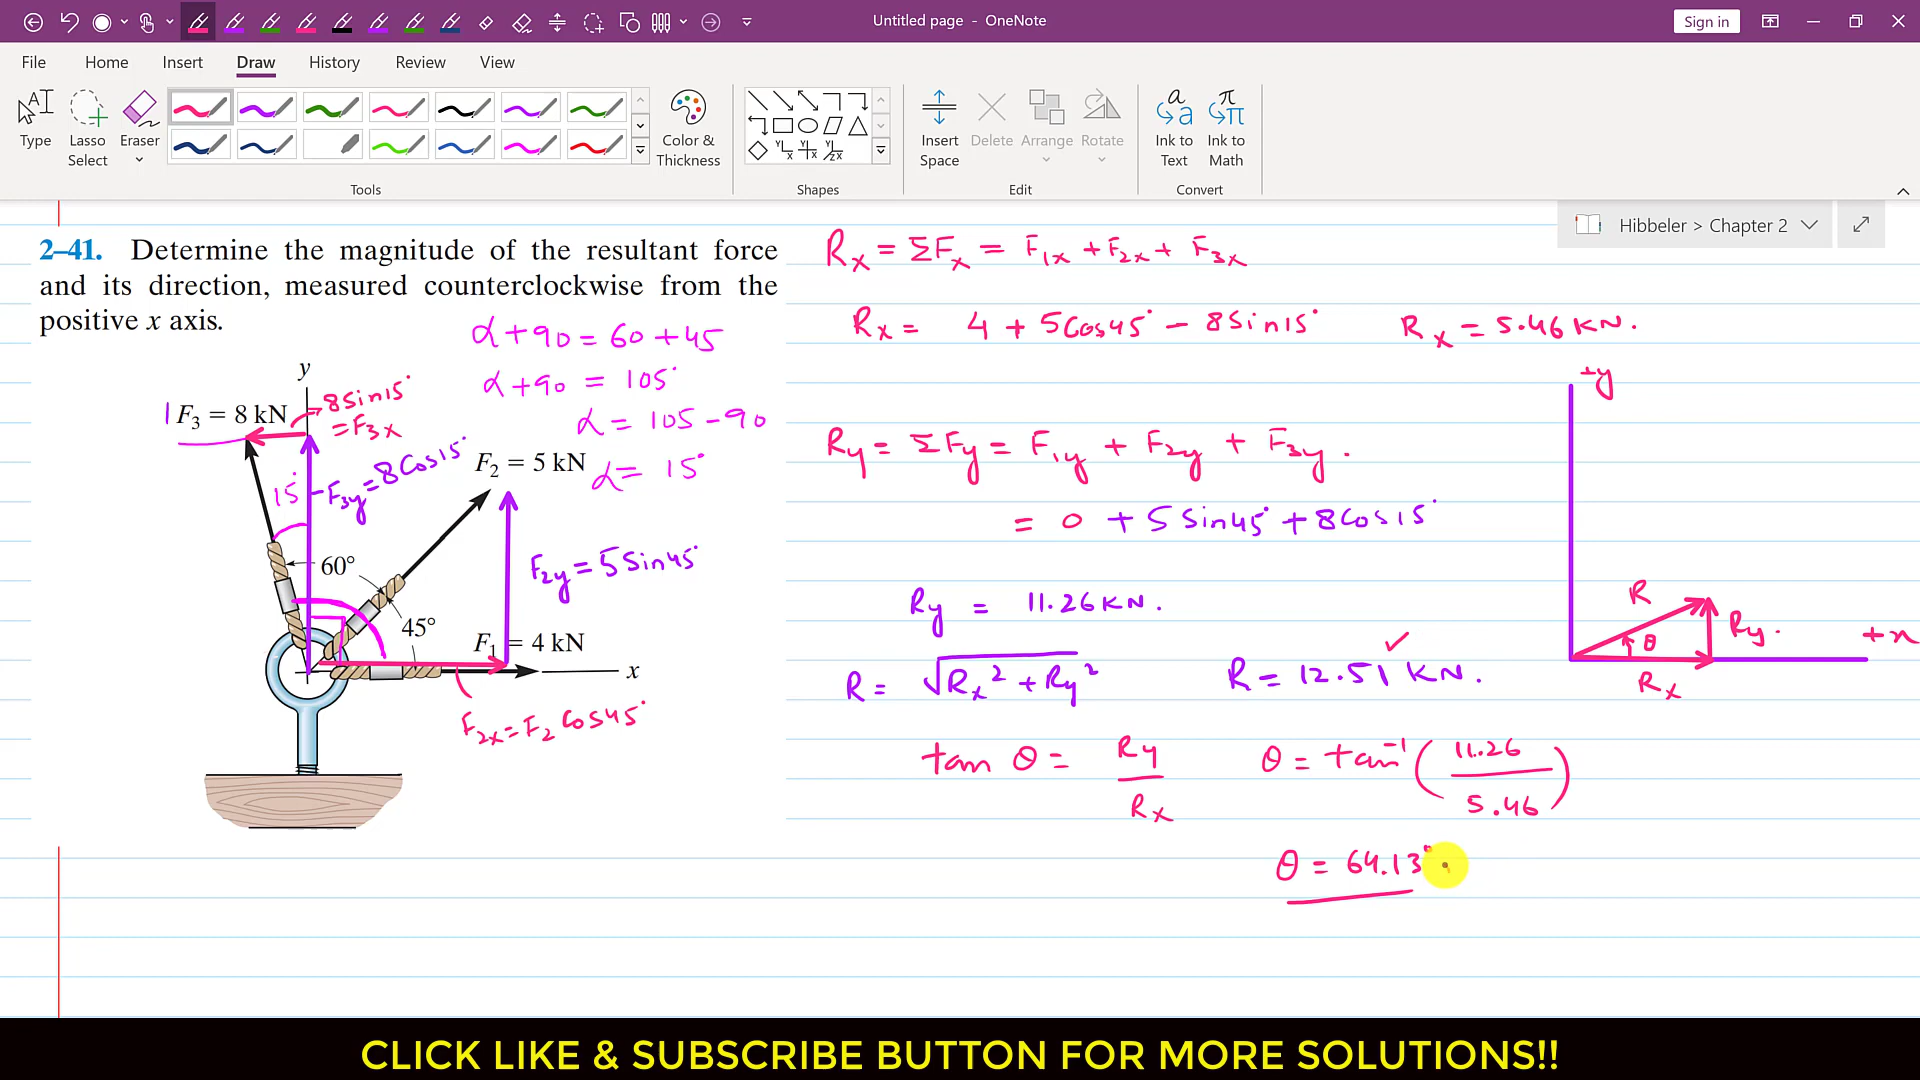 Untitled page - OneNote
Sign in
File Home Insert Draw History Review View
Type
Lasso Select
Eraser
Color & Thickness
Insert Space
Delete
Arrange
Rotate
Ink to Text
Ink to Math
Tools
Shapes
Edit
Convert
Hibbeler > Chapter 2
2–41. Determine the magnitude of the resultant force
and its direction, measured counterclockwise from the
positive x axis.
α+90 = 60+45
α+90 = 105°
α = 105-90
α = 15°
y
F3 = 8 kN
8Sin15°
=F3x
15°
F3y=8Cos15°
F2 = 5 kN
60°
F2y=5Sin45°
45°
F1 = 4 kN
x
F2x=F2 Cos45°
Rx = ΣFx = F1x +F2x + F3x
Rx = 4 + 5Cos45° - 8Sin15°
Rx = 5.46 KN.
Ry = ΣFy = F1y + F2y + F3y.
= 0 + 5Sin45° + 8Cos15°
Ry = 11.26KN.
R = √Rx² + Ry²
R = 12.51 KN.
tan θ = Ry/Rx
θ = tan⁻¹(11.26/5.46)
θ = 64.13°
+y
R
θ
Ry.
+x
Rx
CLICK LIKE & SUBSCRIBE BUTTON FOR MORE SOLUTIONS!!